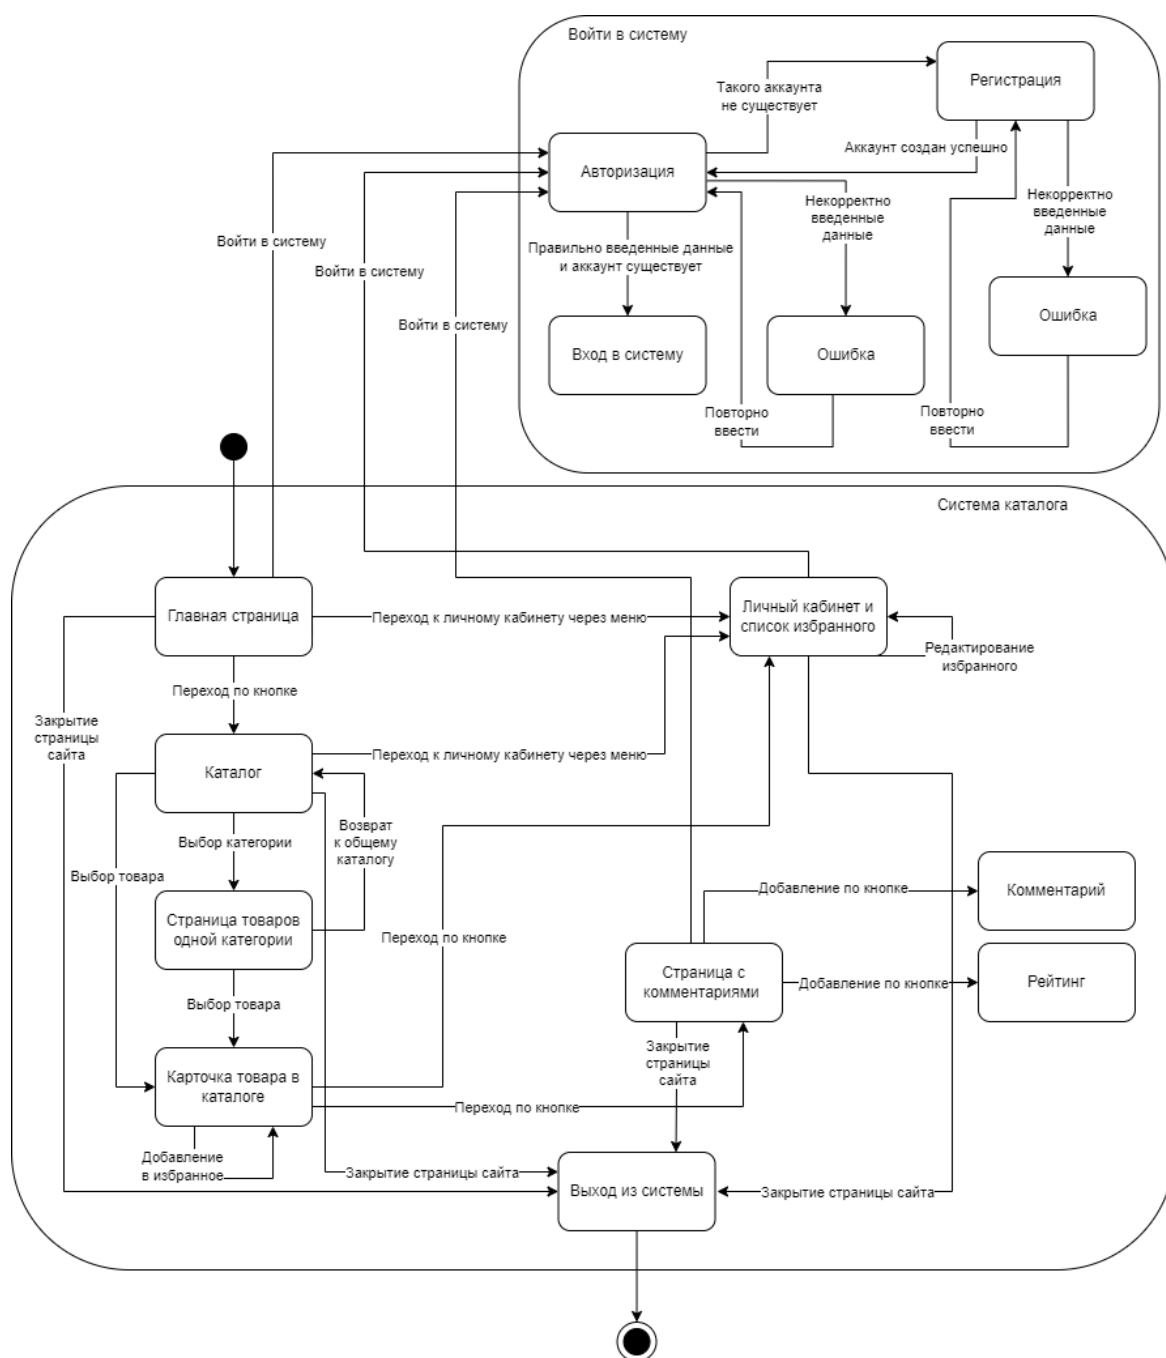 Войти в систему
Регистрация
Такого аккаунта
не существует
Аккаунт создан успешно
Авторизация
Некорректно
введенные
данные
Некорректно
введенные
данные
Войти в систему
Правильно введенные данные
и аккаунт существует
Войти в систему
Ошибка
Войти в систему
Вход в систему
Ошибка
Повторно
ввести
Повторно
ввести
Система каталога
Главная страница
Переход к личному кабинету через меню
Личный кабинет и
список избранного
Редактирование
избранного
Переход по кнопке
Закрытие
страницы
сайта
Каталог
Переход к личному кабинету через меню
Возврат
к общему
каталогу
Выбор категории
Выбор товара
Добавление по кнопке
Комментарий
Страница товаров
одной категории
Переход по кнопке
Страница с
комментариями
Добавление по кнопке
Рейтинг
Выбор товара
Закрытие
страницы
сайта
Карточка товара в
каталоге
Переход по кнопке
Добавление
в избранное
Закрытие страницы сайта
Выход из системы
Закрытие страницы сайта